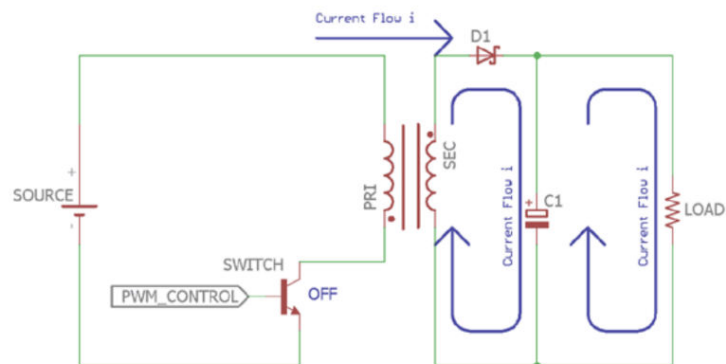 Current Flow i
D1
SOURCE
+
-
PRI
SEC
Current Flow i
+
C1
Current Flow i
LOAD
SWITCH
PWM_CONTROL
OFF